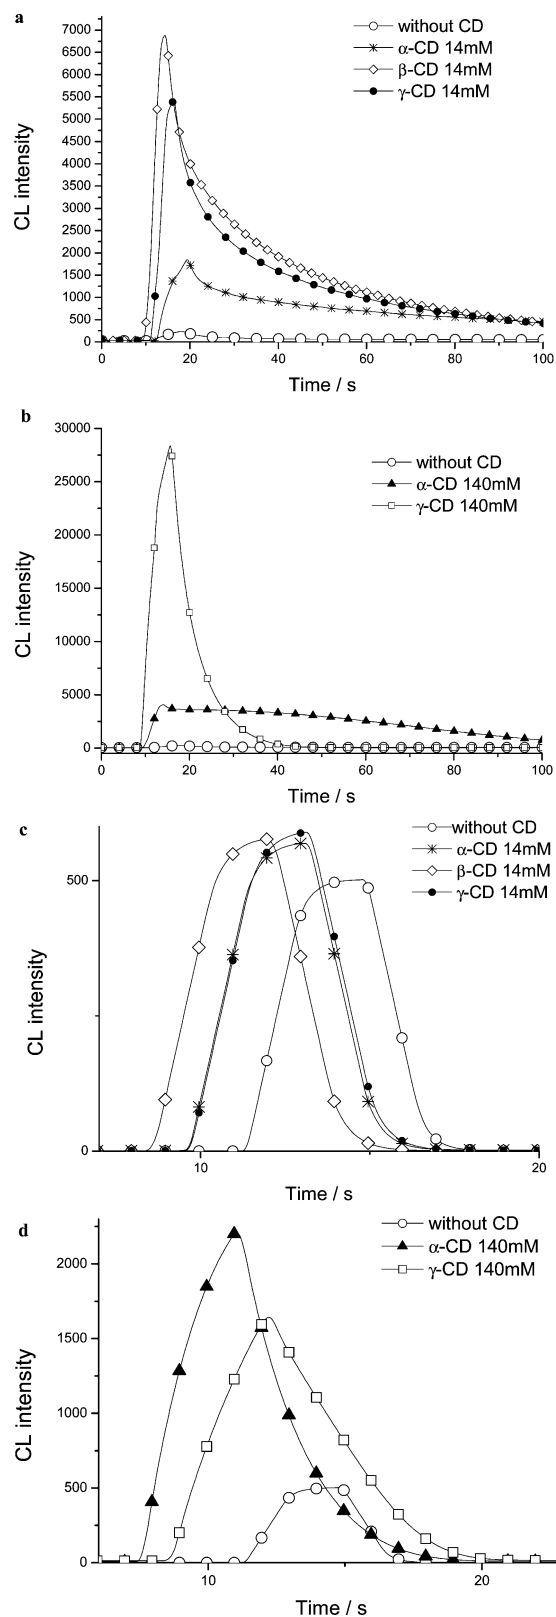 a
without CD
α-CD 14mM
β-CD 14mM
γ-CD 14mM
7000
6500
6000
5500
5000
4500
4000
3500
3000
2500
2000
1500
1000
500
0
CL intensity
0 20 40 60 80 100
Time / s
b
without CD
α-CD 140mM
γ-CD 140mM
30000
25000
20000
15000
10000
5000
0
CL intensity
0 20 40 60 80 100
Time / s
c
without CD
α-CD 14mM
β-CD 14mM
γ-CD 14mM
500
0
CL intensity
10 20
Time / s
d
without CD
α-CD 140mM
γ-CD 140mM
2000
1500
1000
500
0
CL intensity
10 20
Time / s